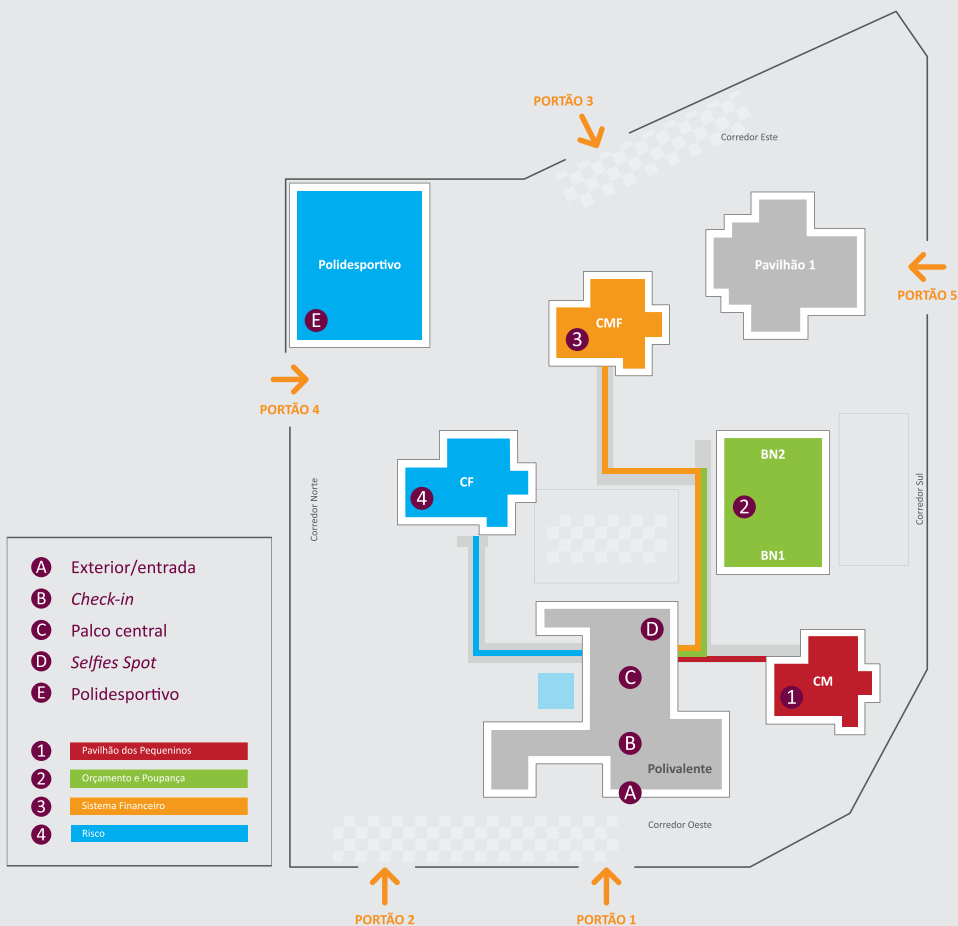 PORTÃO 3
Corredor Este
Polidesportivo
E
Pavilhão 1
PORTÃO 5
CMF
3
PORTÃO 4
Corredor Norte
CF
4
BN2
2
BN1
Corredor Sul
A Exterior/entrada
B Check-in
C Palco central
D Selfies Spot
E Polidesportivo
1 Pavilhão dos Pequeninos
2 Orçamento e Poupança
3 Sistema Financeiro
4 Risco
D
C
CM
1
B
Polivalente
A
Corredor Oeste
PORTÃO 2
PORTÃO 1